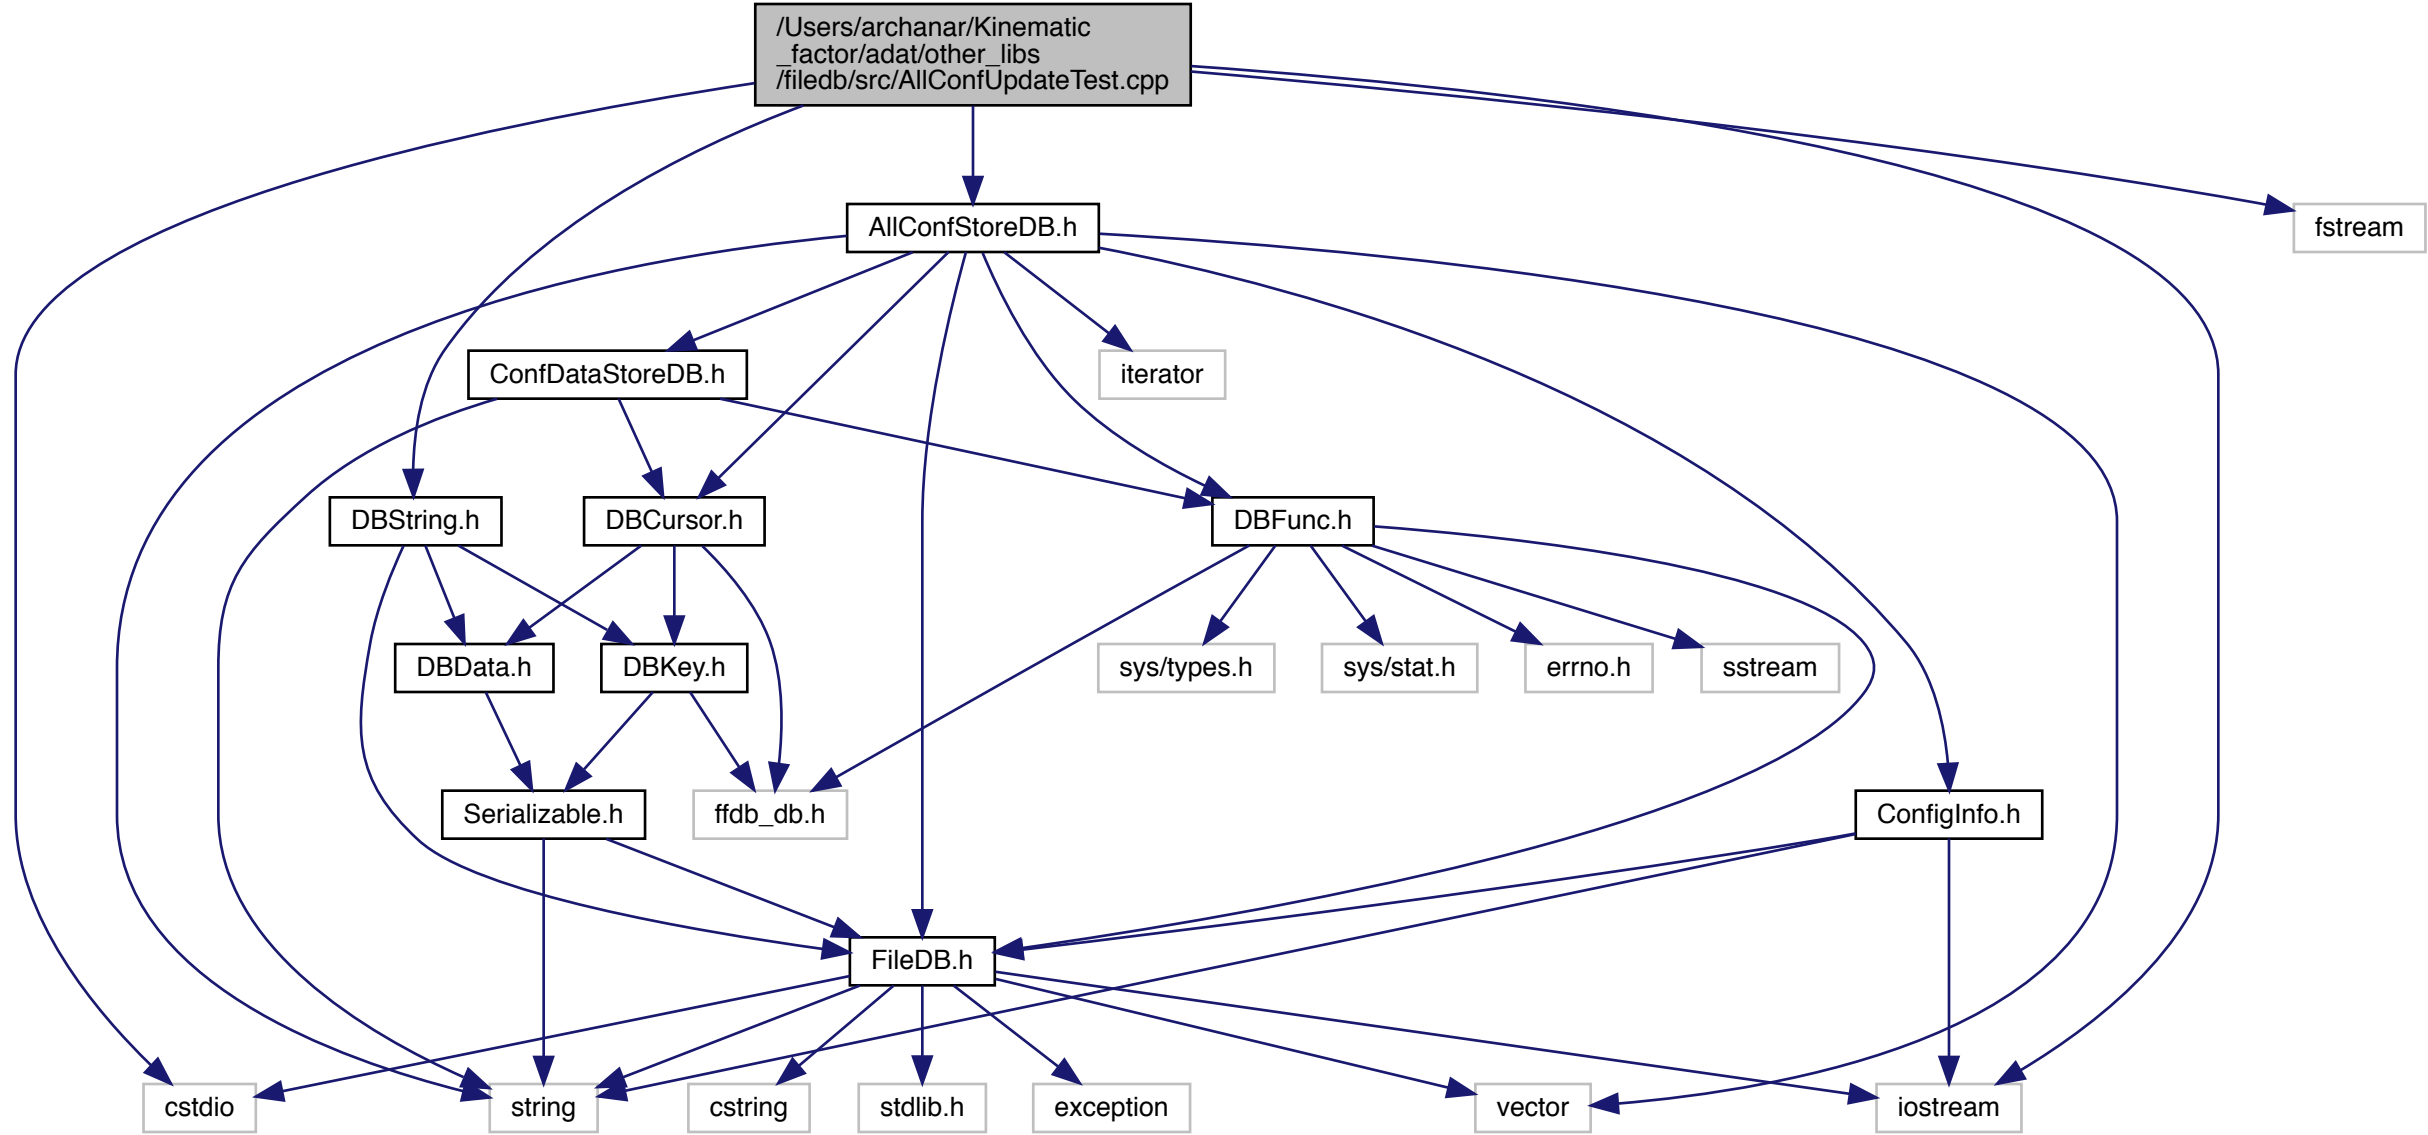 /Users/archanar/Kinematic
_factor/adat/other_libs
/filedb/src/AllConfUpdateTest.cpp
AllConfStoreDB.h
fstream
ConfDataStoreDB.h
iterator
DBString.h
DBCursor.h
DBFunc.h
DBData.h
DBKey.h
sys/types.h
sys/stat.h
errno.h
sstream
Serializable.h
ffdb_db.h
ConfigInfo.h
FileDB.h
cstdio
string
cstring
stdlib.h
exception
vector
iostream